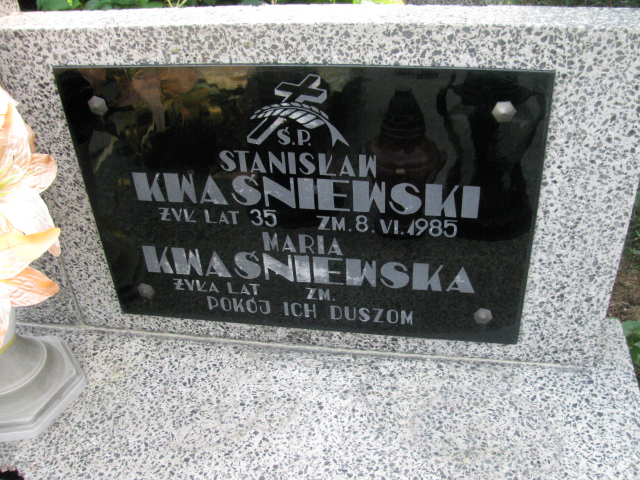 Ś.P.
STANISŁAW
KWAŚNIEWSKI
ŻYŁ LAT 35 ZM. 8. VI. 1985
MARIA
KWAŚNIEWSKA
ŻYŁA LAT ZM.
POKÓJ ICH DUSZOM